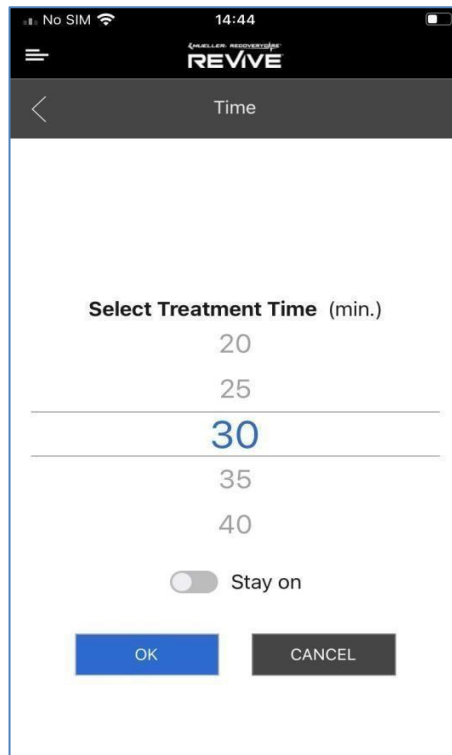 No SIM 14:44
MUELLER RECOVERYCARE
REVIVE
Time
Select Treatment Time (min.)
20
25
30
35
40
Stay on
OK CANCEL